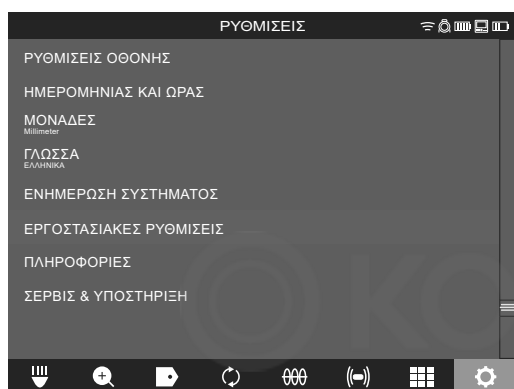 ΡΥΘΜΙΣΕΙΣ
ΡΥΘΜΙΣΕΙΣ ΟΘΟΝΗΣ
ΗΜΕΡΟΜΗΝΙΑΣ ΚΑΙ ΩΡΑΣ
ΜΟΝΑΔΕΣ
Millimeter
ΓΛΩΣΣΑ
ΕΛΛΗΝΙΚΑ
ΕΝΗΜΕΡΩΣΗ ΣΥΣΤΗΜΑΤΟΣ
ΕΡΓΟΣΤΑΣΙΑΚΕΣ ΡΥΘΜΙΣΕΙΣ
ΠΛΗΡΟΦΟΡΙΕΣ
ΣΕΡΒΙΣ & ΥΠΟΣΤΗΡΙΞΗ